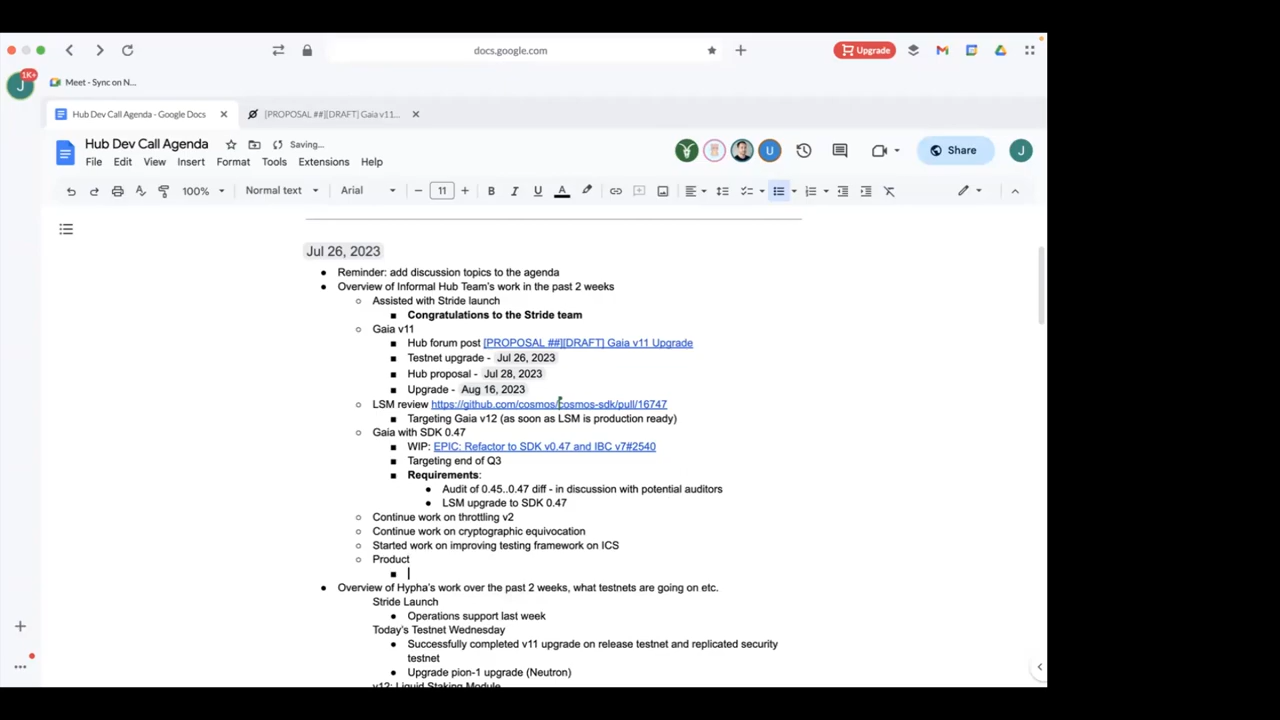 docs.google.com
Upgrade
1K+
J
Meet - Sync on N...
Hub Dev Call Agenda - Google Docs
[PROPOSAL ##][DRAFT] Gaia v11...
Hub Dev Call Agenda
Saving...
U
Share
J
File Edit View Insert Format Tools Extensions Help
100% Normal text Arial 11 B I U A
Jul 26, 2023
Reminder: add discussion topics to the agenda
Overview of Informal Hub Team's work in the past 2 weeks
Assisted with Stride launch
Congratulations to the Stride team
Gaia v11
Hub forum post [PROPOSAL ##][DRAFT] Gaia v11 Upgrade
Testnet upgrade - Jul 26, 2023
Hub proposal - Jul 28, 2023
Upgrade - Aug 16, 2023
LSM review https://github.com/cosmos/cosmos-sdk/pull/16747
Targeting Gaia v12 (as soon as LSM is production ready)
Gaia with SDK 0.47
WIP: EPIC: Refactor to SDK v0.47 and IBC v7#2540
Targeting end of Q3
Requirements:
Audit of 0.45..0.47 diff - in discussion with potential auditors
LSM upgrade to SDK 0.47
Continue work on throttling v2
Continue work on cryptographic equivocation
Started work on improving testing framework on ICS
Product
Overview of Hypha's work over the past 2 weeks, what testnets are going on etc.
Stride Launch
Operations support last week
Today's Testnet Wednesday
Successfully completed v11 upgrade on release testnet and replicated security
testnet
Upgrade pion-1 upgrade (Neutron)
v12: Liquid Staking Module